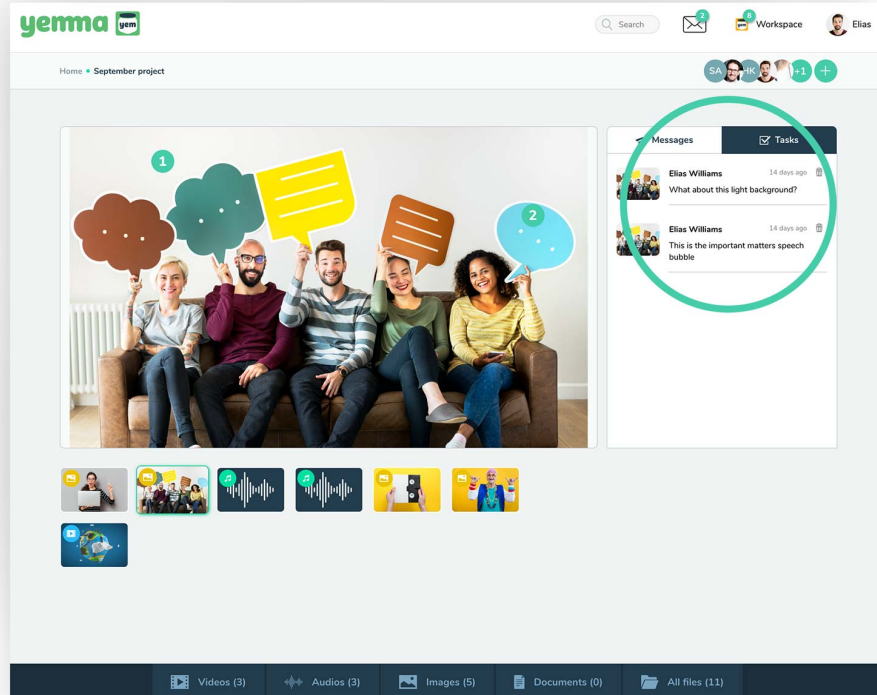 yemma yem
Search
2
8
yem
Workspace
Elias
Home • September project
SA
HK
+1
+
Messages
Tasks
1
2
Elias Williams
14 days ago
What about this light background?
Elias Williams
14 days ago
This is the important matters speech
bubble
Videos (3)
Audios (3)
Images (5)
Documents (0)
All files (11)